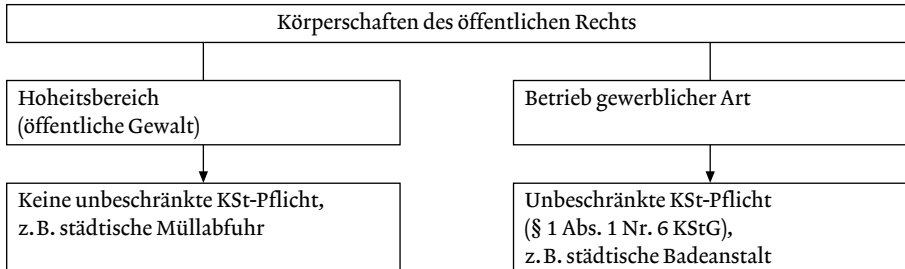 Körperschaften des öffentlichen Rechts
Hoheitsbereich
(öffentliche Gewalt)
Betrieb gewerblicher Art
Keine unbeschränkte KSt-Pflicht,
z. B. städtische Müllabfuhr
Unbeschränkte KSt-Pflicht
(§ 1 Abs. 1 Nr. 6 KStG),
z. B. städtische Badeanstalt